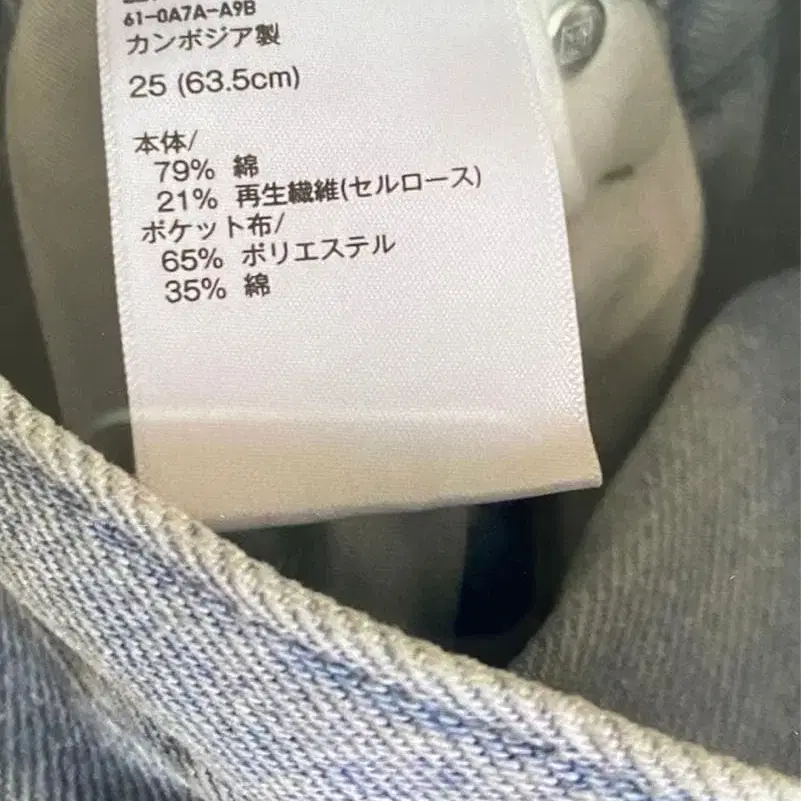 61-0A7A-A9B
カンボジア製
25 (63.5cm)
本体/
79% 綿
21% 再生繊維(セルロース)
ポケット布/
65% ポリエステル
35% 綿